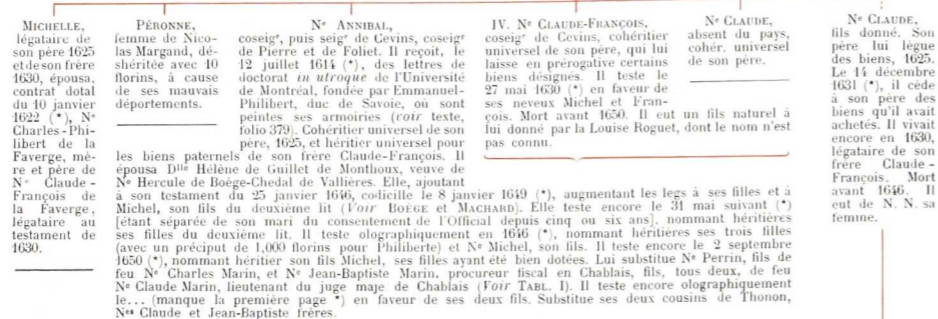 MICHELLE,
légataire de
son père 1625
et de son frère
1630, épousa,
contrat dotal
du 10 janvier
1622 (*), Nᵉ
Charles-Phi-
libert de la
Faverge, mè-
re et père de
Nᵉ Claude-
François de
la Faverge,
légataire au
testament de
1630.
PÉRONNE,
femme de Nico-
las Margand, dé-
shéritée avec 10
florins, à cause
de ses mauvais
déportements.
Nᵉ ANNIBAL,
coseigʳ, puis seigʳ de Cevins, coseigʳ
de Pierre et de Foliet. Il reçoit, le
12 juillet 1614 (*), des lettres de
doctorat in utroque de l'Université
de Montréal, fondée par Emmanuel-
Philibert, duc de Savoie, où sont
peintes ses armoiries (voir texte,
folio 379). Cohéritier universel de son
père, 1625, et héritier universel pour
les biens paternels de son frère Claude-François. Il
épousa Dˡˡᵉ Hélène de Guillet de Monthoux, veuve de
Nᵉ Hercule de Boège-Chedal de Vallières. Elle, ajoutant
à son testament du 25 janvier 1646, codicille le 8 janvier 1649 (*), augmentant les legs à ses filles et à
Michel, son fils du deuxième lit (Voir BOËGE et MACHARD). Elle teste encore le 31 mai suivant (*)
[étant séparée de son mari du consentement de l'Official depuis cinq ou six ans], nommant héritières
ses filles du deuxième lit. Il teste olographiquement en 1646 (*), nommant héritières ses trois filles
(avec un préciput de 1,000 florins pour Philiberte) et Nᵉ Michel, son fils. Il teste encore le 2 septembre
1650 (*), nommant héritier son fils Michel, ses filles ayant été bien dotées. Lui substitue Nᵉ Perrin, fils de
feu Nᵉ Charles Marin, et Nᵉ Jean-Baptiste Marin, procureur fiscal en Chablais, fils, tous deux, de feu
Nᵉ Claude Marin, lieutenant du juge maje de Chablais (Voir TABL. I). Il teste encore olographiquement
le... (manque la première page *) en faveur de ses deux fils. Substitue ses deux cousins de Thonon,
Nᵉˢ Claude et Jean-Baptiste frères.
IV. Nᵉ CLAUDE-FRANÇOIS,
coseigʳ de Cevins, cohéritier
universel de son père, qui lui
laisse en prérogative certains
biens désignés. Il teste le
27 mai 1630 (*) en faveur de
ses neveux Michel et Fran-
çois. Mort avant 1650. Il eut un fils naturel à
lui donné par la Louise Roguet, dont le nom n'est
pas connu.
Nᵉ CLAUDE,
absent du pays,
cohér. universel
de son père.
Nᵉ CLAUDE,
fils donné. Son
père lui lègue
des biens, 1625.
Le 14 décembre
1631 (*), il cède
à son père des
biens qu'il avait
achetés. Il vivait
encore en 1630,
légataire de son
frère Claude-
François. Mort
avant 1646. Il
eut de N. N. sa
femme.